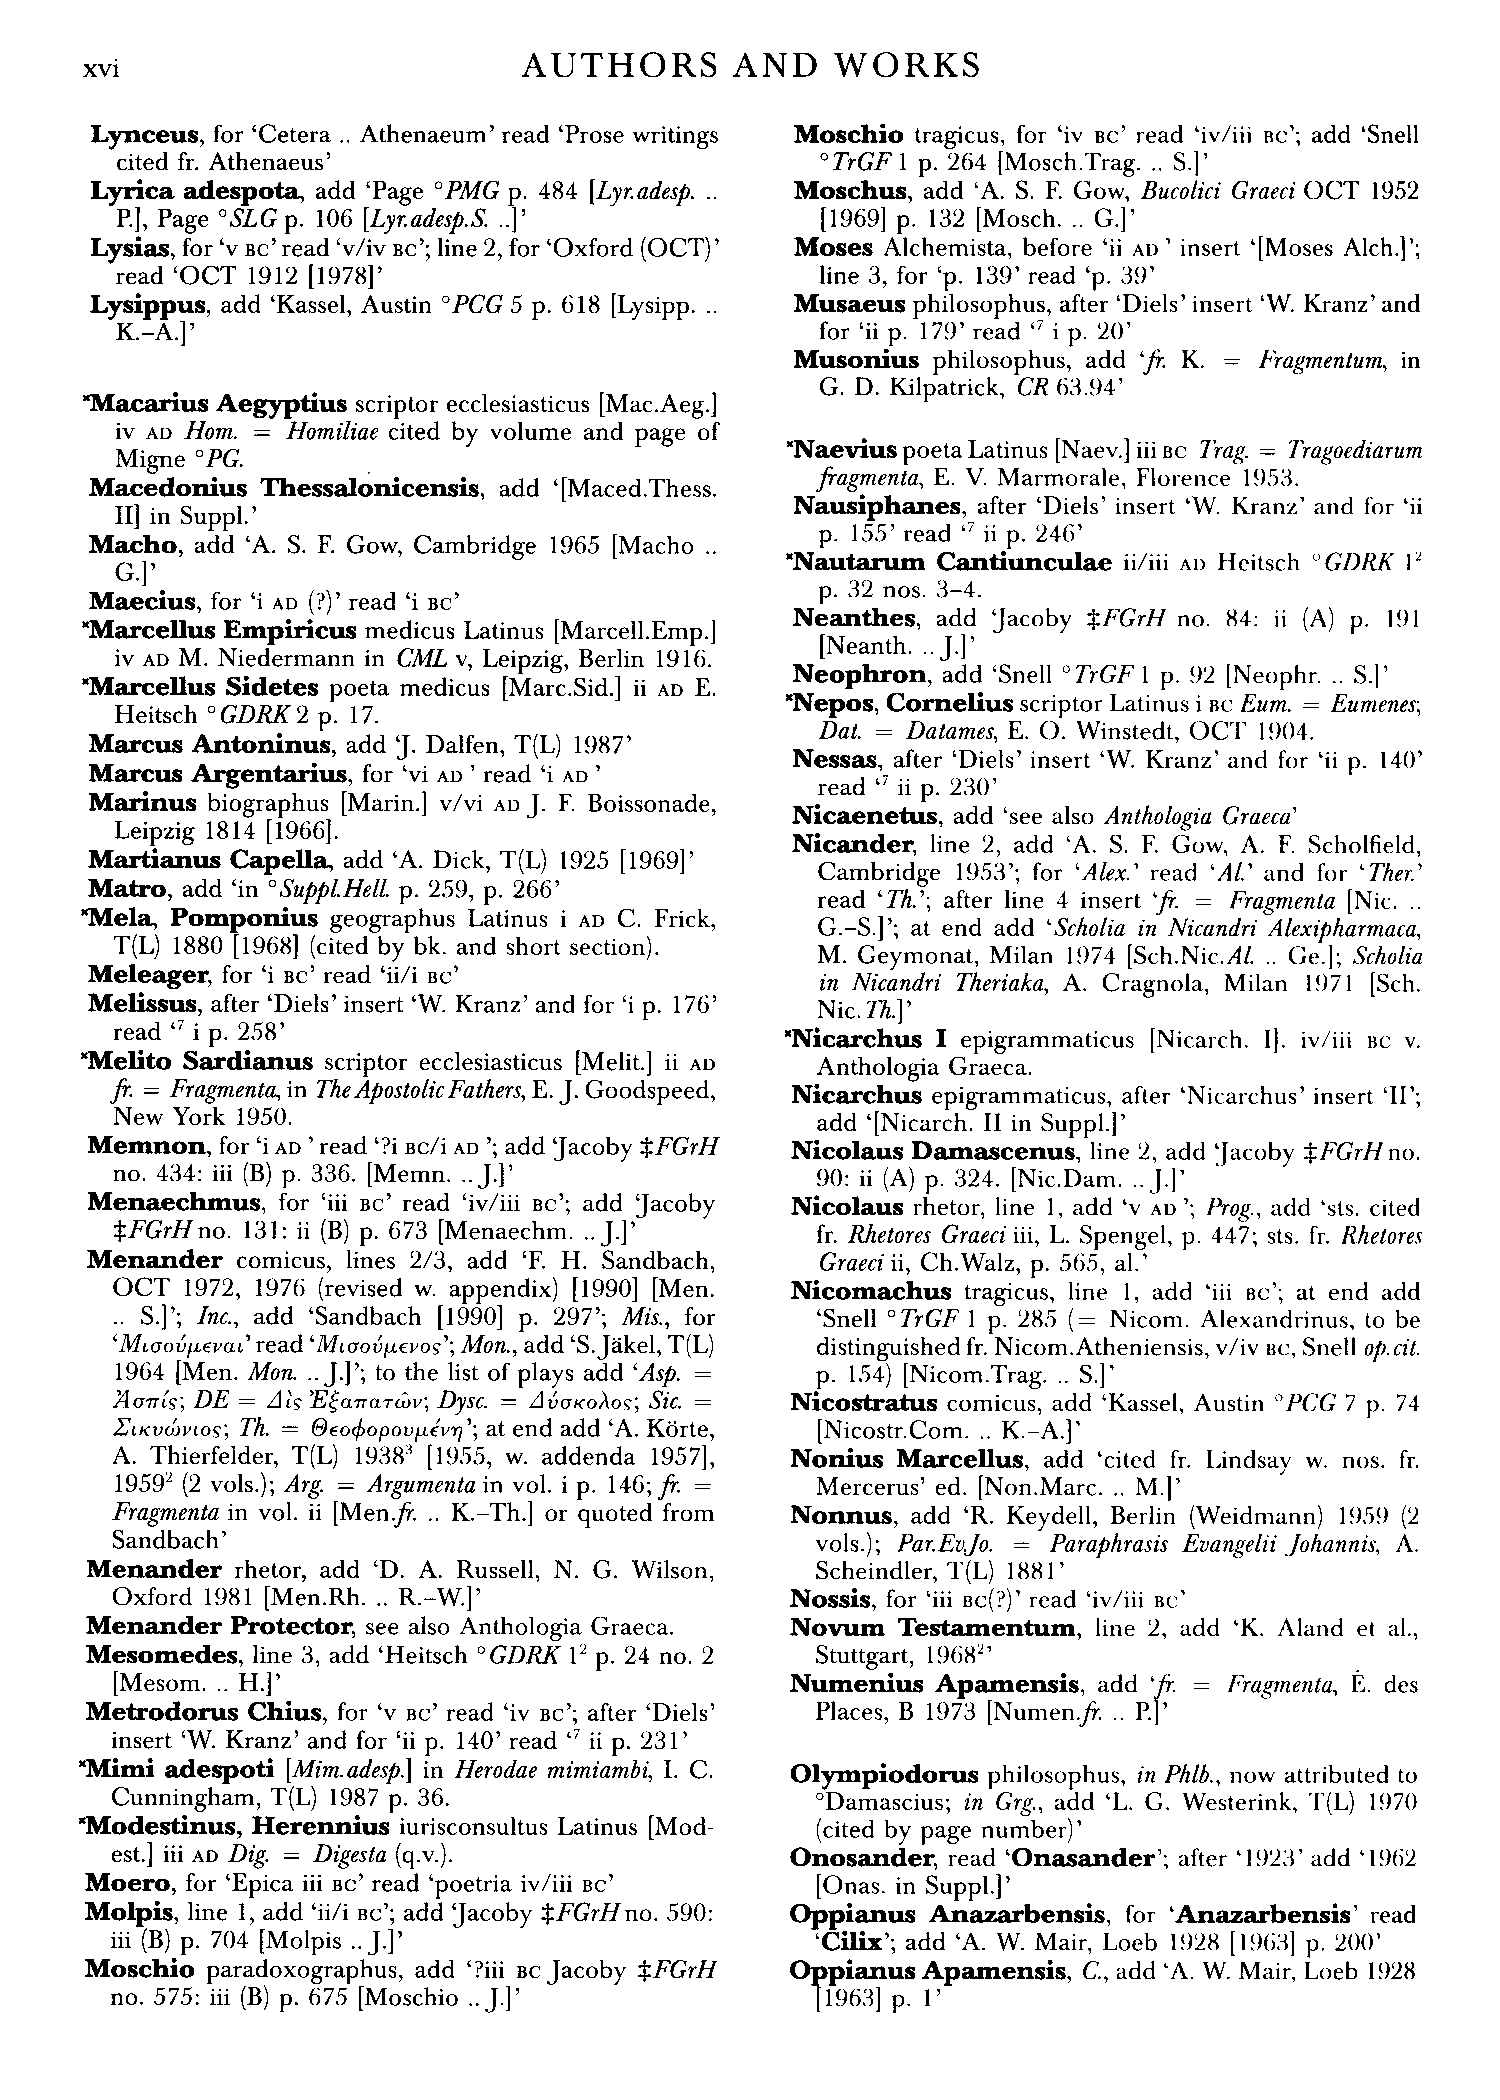 xvi
AUTHORS AND WORKS
Lynceus, for ‘Cetera .. Athenaeum’ read ‘Prose writings
cited fr. Athenaeus’
Lyrica adespota, add ‘Page °PMG p. 484 [Lyr.adesp. ..
P.], Page °SLG p. 106 [Lyr.adesp.S. ..]’
Lysias, for ‘v BC’ read ‘v/iv BC’; line 2, for ‘Oxford (OCT)’
read ‘OCT 1912 [1978]’
Lysippus, add ‘Kassel, Austin °PCG 5 p. 618 [Lysipp. ..
K.–A.]’
*Macarius Aegyptius scriptor ecclesiasticus [Mac.Aeg.]
iv AD Hom. = Homiliae cited by volume and page of
Migne °PG.
Macedonius Thessalonicensis, add ‘[Maced.Thess.
II] in Suppl.’
Macho, add ‘A. S. F. Gow, Cambridge 1965 [Macho ..
G.]’
Maecius, for ‘i AD (?)’ read ‘i BC’
*Marcellus Empiricus medicus Latinus [Marcell.Emp.]
iv AD M. Niedermann in CML v, Leipzig, Berlin 1916.
*Marcellus Sidetes poeta medicus [Marc.Sid.] ii AD E.
Heitsch °GDRK 2 p. 17.
Marcus Antoninus, add ‘J. Dalfen, T(L) 1987’
Marcus Argentarius, for ‘vi AD ’ read ‘i AD ’
Marinus biographus [Marin.] v/vi AD J. F. Boissonade,
Leipzig 1814 [1966].
Martianus Capella, add ‘A. Dick, T(L) 1925 [1969]’
Matro, add ‘in °Suppl.Hell. p. 259, p. 266’
*Mela, Pomponius geographus Latinus i AD C. Frick,
T(L) 1880 [1968] (cited by bk. and short section).
Meleager, for ‘i BC’ read ‘ii/i BC’
Melissus, after ‘Diels’ insert ‘W. Kranz’ and for ‘i p. 176’
read ‘⁷ i p. 258’
*Melito Sardianus scriptor ecclesiasticus [Melit.] ii AD
fr. = Fragmenta, in The Apostolic Fathers, E. J. Goodspeed,
New York 1950.
Memnon, for ‘i AD ’ read ‘?i BC/i AD ’; add ‘Jacoby ‡FGrH
no. 434: iii (B) p. 336. [Memn. .. J.]’
Menaechmus, for ‘iii BC’ read ‘iv/iii BC’; add ‘Jacoby
‡FGrH no. 131: ii (B) p. 673 [Menaechm. .. J.]’
Menander comicus, lines 2/3, add ‘F. H. Sandbach,
OCT 1972, 1976 (revised w. appendix) [1990] [Men.
.. S.]’; Inc., add ‘Sandbach [1990] p. 297’; Mis., for
‘Μισούμεναι’ read ‘Μισούμενος’; Mon., add ‘S. Jäkel, T(L)
1964 [Men. Mon. .. J.]’; to the list of plays add ‘Asp. =
Ἀσπίς; DE = Δὶς Ἐξαπατῶν; Dysc. = Δύσκολος; Sic. =
Σικυώνιος; Th. = Θεοφορουμένη’; at end add ‘A. Körte,
A. Thierfelder, T(L) 1938³ [1955, w. addenda 1957],
1959² (2 vols.); Arg. = Argumenta in vol. i p. 146; fr. =
Fragmenta in vol. ii [Men.fr. .. K.–Th.] or quoted from
Sandbach’
Menander rhetor, add ‘D. A. Russell, N. G. Wilson,
Oxford 1981 [Men.Rh. .. R.–W.]’
Menander Protector, see also Anthologia Graeca.
Mesomedes, line 3, add ‘Heitsch °GDRK 1² p. 24 no. 2
[Mesom. .. H.]’
Metrodorus Chius, for ‘v BC’ read ‘iv BC’; after ‘Diels’
insert ‘W. Kranz’ and for ‘ii p. 140’ read ‘⁷ ii p. 231’
*Mimi adespoti [Mim.adesp.] in Herodae mimiambi, I. C.
Cunningham, T(L) 1987 p. 36.
*Modestinus, Herennius iurisconsultus Latinus [Mod-
est.] iii AD Dig. = Digesta (q.v.).
Moero, for ‘Epica iii BC’ read ‘poetria iv/iii BC’
Molpis, line 1, add ‘ii/i BC’; add ‘Jacoby ‡FGrH no. 590:
iii (B) p. 704 [Molpis .. J.]’
Moschio paradoxographus, add ‘?iii BC Jacoby ‡FGrH
no. 575: iii (B) p. 675 [Moschio .. J.]’
Moschio tragicus, for ‘iv BC’ read ‘iv/iii BC’; add ‘Snell
°TrGF 1 p. 264 [Mosch.Trag. .. S.]’
Moschus, add ‘A. S. F. Gow, Bucolici Graeci OCT 1952
[1969] p. 132 [Mosch. .. G.]’
Moses Alchemista, before ‘ii AD ’ insert ‘[Moses Alch.]’;
line 3, for ‘p. 139’ read ‘p. 39’
Musaeus philosophus, after ‘Diels’ insert ‘W. Kranz’ and
for ‘ii p. 179’ read ‘⁷ i p. 20’
Musonius philosophus, add ‘fr. K. = Fragmentum, in
G. D. Kilpatrick, CR 63.94’
*Naevius poeta Latinus [Naev.] iii BC Trag. = Tragoediarum
fragmenta, E. V. Marmorale, Florence 1953.
Nausiphanes, after ‘Diels’ insert ‘W. Kranz’ and for ‘ii
p. 155’ read ‘⁷ ii p. 246’
*Nautarum Cantiunculae ii/iii AD Heitsch °GDRK 1²
p. 32 nos. 3–4.
Neanthes, add ‘Jacoby ‡FGrH no. 84: ii (A) p. 191
[Neanth. .. J.]’
Neophron, add ‘Snell °TrGF 1 p. 92 [Neophr. .. S.]’
*Nepos, Cornelius scriptor Latinus i BC Eum. = Eumenes;
Dat. = Datames, E. O. Winstedt, OCT 1904.
Nessas, after ‘Diels’ insert ‘W. Kranz’ and for ‘ii p. 140’
read ‘⁷ ii p. 230’
Nicaenetus, add ‘see also Anthologia Graeca’
Nicander, line 2, add ‘A. S. F. Gow, A. F. Scholfield,
Cambridge 1953’; for ‘Alex.’ read ‘Al.’ and for ‘Ther.’
read ‘Th.’; after line 4 insert ‘fr. = Fragmenta [Nic. ..
G.–S.]’; at end add ‘Scholia in Nicandri Alexipharmaca,
M. Geymonat, Milan 1974 [Sch.Nic.Al. .. Ge.]; Scholia
in Nicandri Theriaka, A. Cragnola, Milan 1971 [Sch.
Nic.Th.]’
*Nicarchus I epigrammaticus [Nicarch. I]. iv/iii BC v.
Anthologia Graeca.
Nicarchus epigrammaticus, after ‘Nicarchus’ insert ‘II’;
add ‘[Nicarch. II in Suppl.]’
Nicolaus Damascenus, line 2, add ‘Jacoby ‡FGrH no.
90: ii (A) p. 324. [Nic.Dam. .. J.]’
Nicolaus rhetor, line 1, add ‘v AD ’; Prog., add ‘sts. cited
fr. Rhetores Graeci iii, L. Spengel, p. 447; sts. fr. Rhetores
Graeci ii, Ch.Walz, p. 565, al.’
Nicomachus tragicus, line 1, add ‘iii BC’; at end add
‘Snell °TrGF 1 p. 285 (= Nicom. Alexandrinus, to be
distinguished fr. Nicom.Atheniensis, v/iv BC, Snell op.cit.
p. 154) [Nicom.Trag. .. S.]’
Nicostratus comicus, add ‘Kassel, Austin °PCG 7 p. 74
[Nicostr.Com. .. K.–A.]’
Nonius Marcellus, add ‘cited fr. Lindsay w. nos. fr.
Mercerus’ ed. [Non.Marc. .. M.]’
Nonnus, add ‘R. Keydell, Berlin (Weidmann) 1959 (2
vols.); Par.Ev.Jo. = Paraphrasis Evangelii Johannis, A.
Scheindler, T(L) 1881’
Nossis, for ‘iii BC(?)’ read ‘iv/iii BC’
Novum Testamentum, line 2, add ‘K. Aland et al.,
Stuttgart, 1968²’
Numenius Apamensis, add ‘fr. = Fragmenta, É. des
Places, B 1973 [Numen.fr. .. P.]’
Olympiodorus philosophus, in Phlb., now attributed to
°Damascius; in Grg., add ‘L. G. Westerink, T(L) 1970
(cited by page number)’
Onosander, read ‘Onasander’; after ‘1923’ add ‘1962
[Onas. in Suppl.]’
Oppianus Anazarbensis, for ‘Anazarbensis’ read
‘Cilix’; add ‘A. W. Mair, Loeb 1928 [1963] p. 200’
Oppianus Apamensis, C., add ‘A. W. Mair, Loeb 1928
[1963] p. 1’